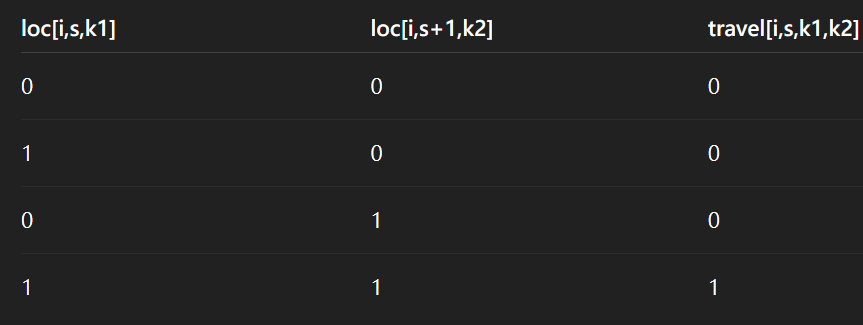 loc[i,s,k1] loc[i,s+1,k2] travel[i,s,k1,k2]
0 0 0
1 0 0
0 1 0
1 1 1